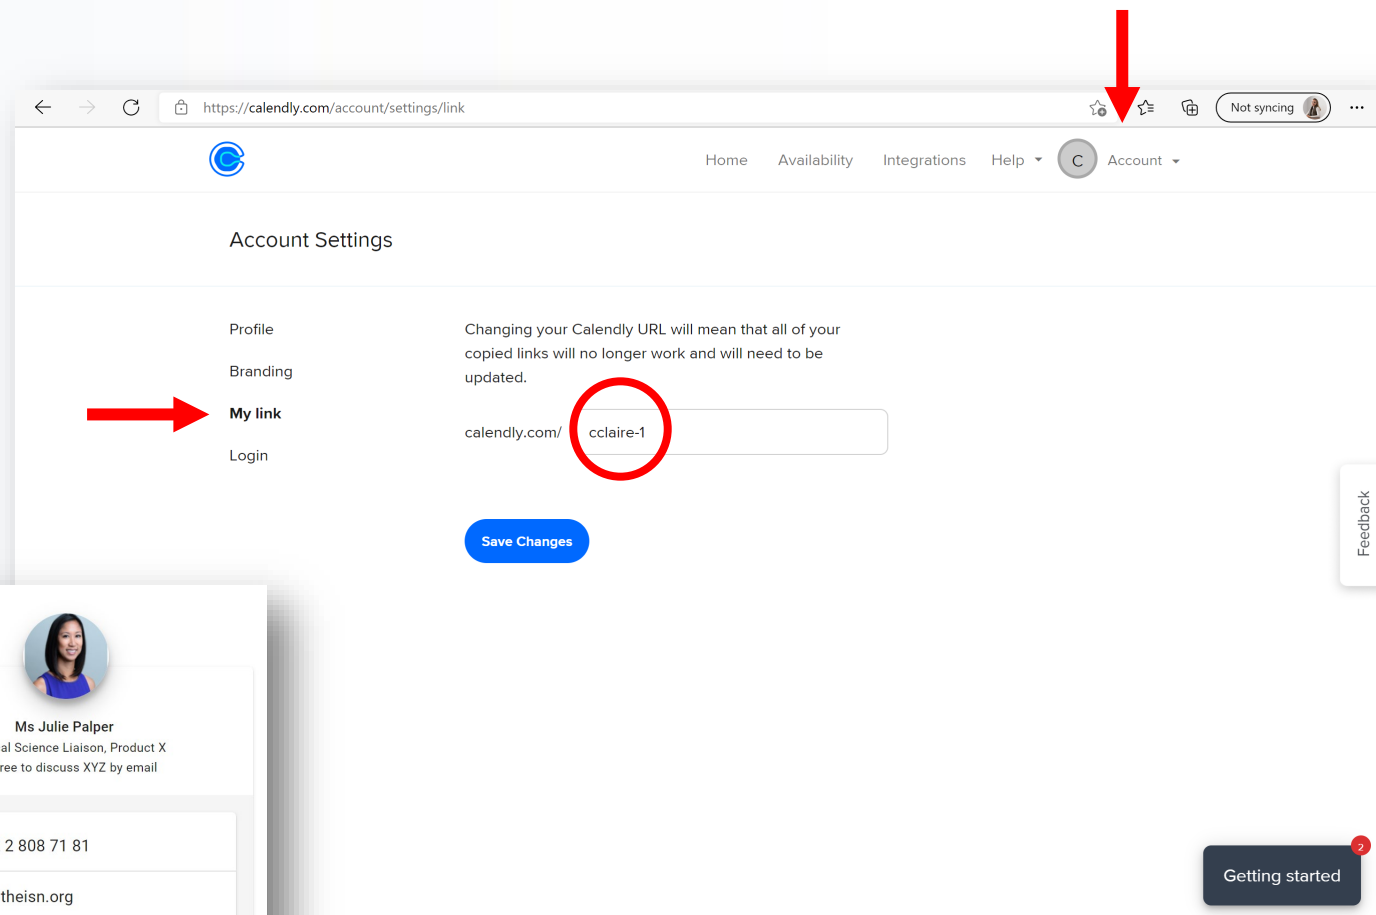 https://calendly.com/account/settings/link
Not syncing
Home Availability Integrations Help C Account
Account Settings
Profile
Branding
My link
Login
Changing your Calendly URL will mean that all of your
copied links will no longer work and will need to be
updated.
calendly.com/ cclaire-1
Save Changes
Feedback
Ms Julie Palper
al Science Liaison, Product X
ree to discuss XYZ by email
2 808 71 81
theisn.org
2
Getting started